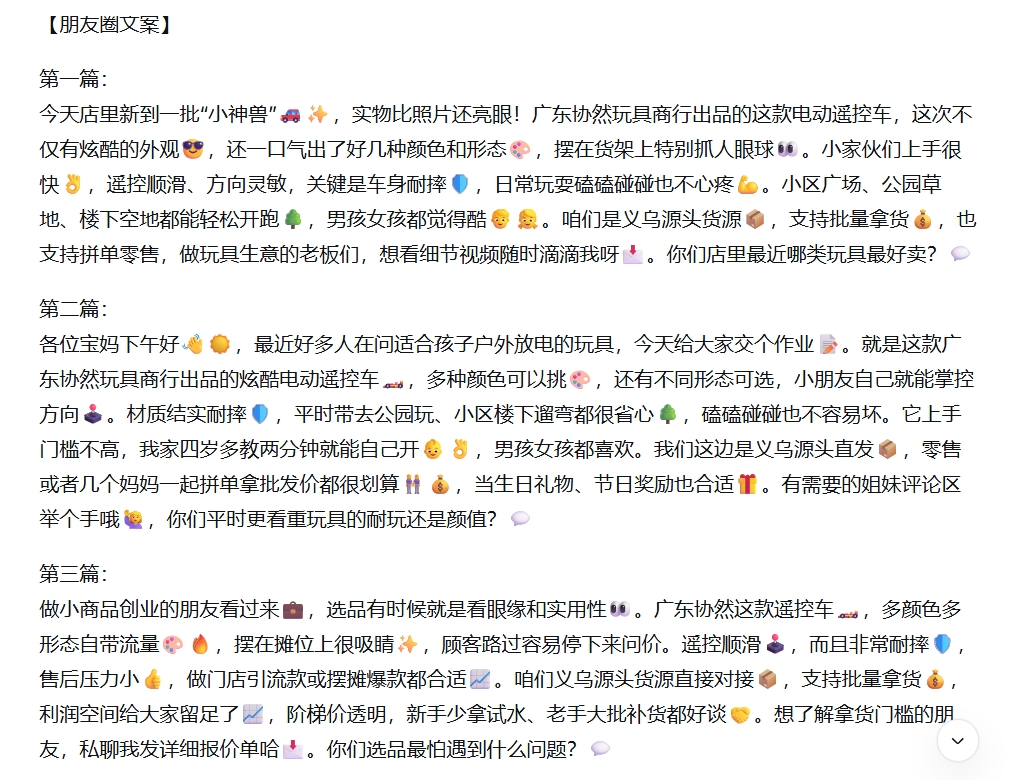 【朋友圈文案】
第一篇：
今天店里新到一批“小神兽”🚗✨，实物比照片还亮眼！广东协然玩具商行出品的这款电动遥控车，这次不
仅有炫酷的外观😎，还一口气出了好几种颜色和形态🎨，摆在货架上特别抓人眼球👀。小家伙们上手很
快👌，遥控顺滑、方向灵敏，关键是车身耐摔🛡️，日常玩耍磕磕碰碰也不心疼💪。小区广场、公园草
地、楼下空地都能轻松开跑🌳，男孩女孩都觉得酷👦👧。咱们是义乌源头货源📦，支持批量拿货💰，也
支持拼单零售，做玩具生意的老板们，想看细节视频随时滴滴我呀📩。你们店里最近哪类玩具最好卖？💬
第二篇：
各位宝妈下午好👋🌞，最近好多人在问适合孩子户外放电的玩具，今天给大家交个作业📝。就是这款广
东协然玩具商行出品的炫酷电动遥控车🏎️，多种颜色可以挑🎨，还有不同形态可选，小朋友自己就能掌控
方向🕹️。材质结实耐摔🛡️，平时带去公园玩、小区楼下遛弯都很省心🌳，磕磕碰碰也不容易坏。它上手
门槛不高，我家四岁多教两分钟就能自己开👶👌，男孩女孩都喜欢。我们这边是义乌源头直发📦，零售
或者几个妈妈一起拼单拿批发价都很划算👭💰，当生日礼物、节日奖励也合适🎁。有需要的姐妹评论区
举个手哦🙋‍♀️，你们平时更看重玩具的耐玩还是颜值？💬
第三篇：
做小商品创业的朋友看过来💼，选品有时候就是看眼缘和实用性👀。广东协然这款遥控车🏎️，多颜色多
形态自带流量🎨🔥，摆在摊位上很吸睛✨，顾客路过容易停下来问价。遥控顺滑🕹️，而且非常耐摔🛡️，
售后压力小👍，做门店引流款或摆摊爆款都合适📈。咱们义乌源头货源直接对接📦，支持批量拿货💰，
利润空间给大家留足了📈，阶梯价透明，新手少拿试水、老手大批补货都好谈🤝。想了解拿货门槛的朋
友，私聊我发详细报价单哈📩。你们选品最怕遇到什么问题？💬